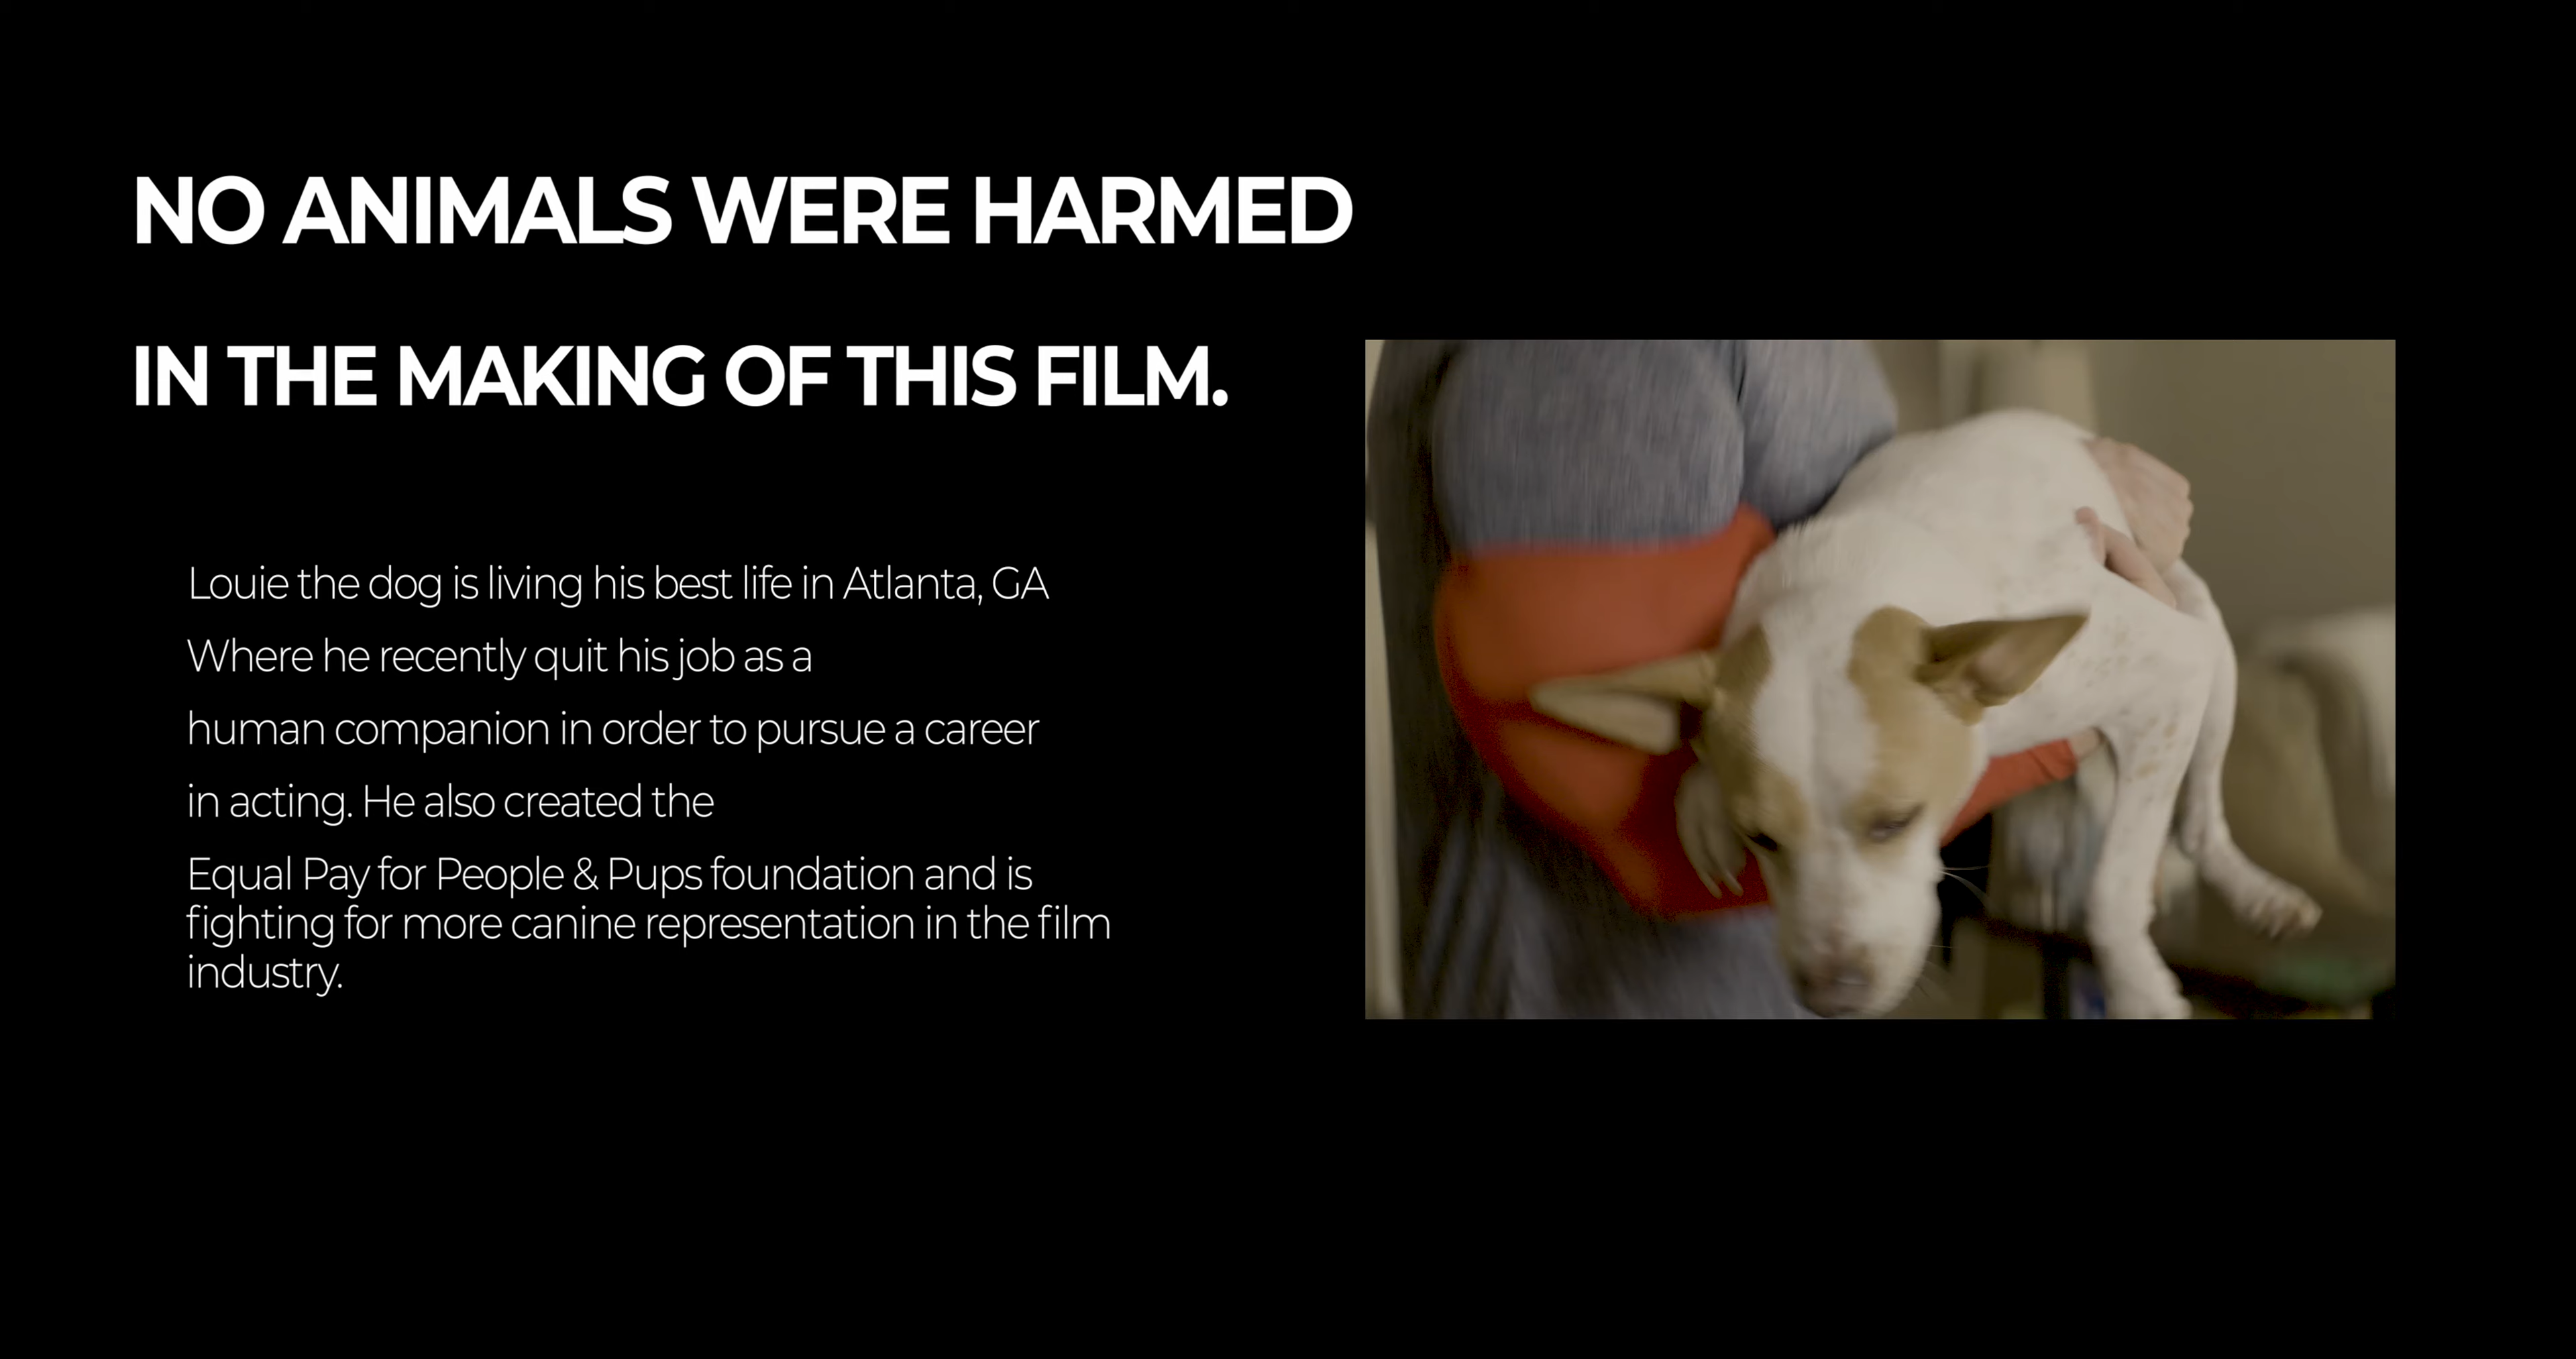 NO ANIMALS WERE HARMED
IN THE MAKING OF THIS FILM.
Louie the dog is living his best life in Atlanta, GA
Where he recently quit his job as a
human companion in order to pursue a career
in acting. He also created the
Equal Pay for People & Pups foundation and is
fighting for more canine representation in the film
industry.